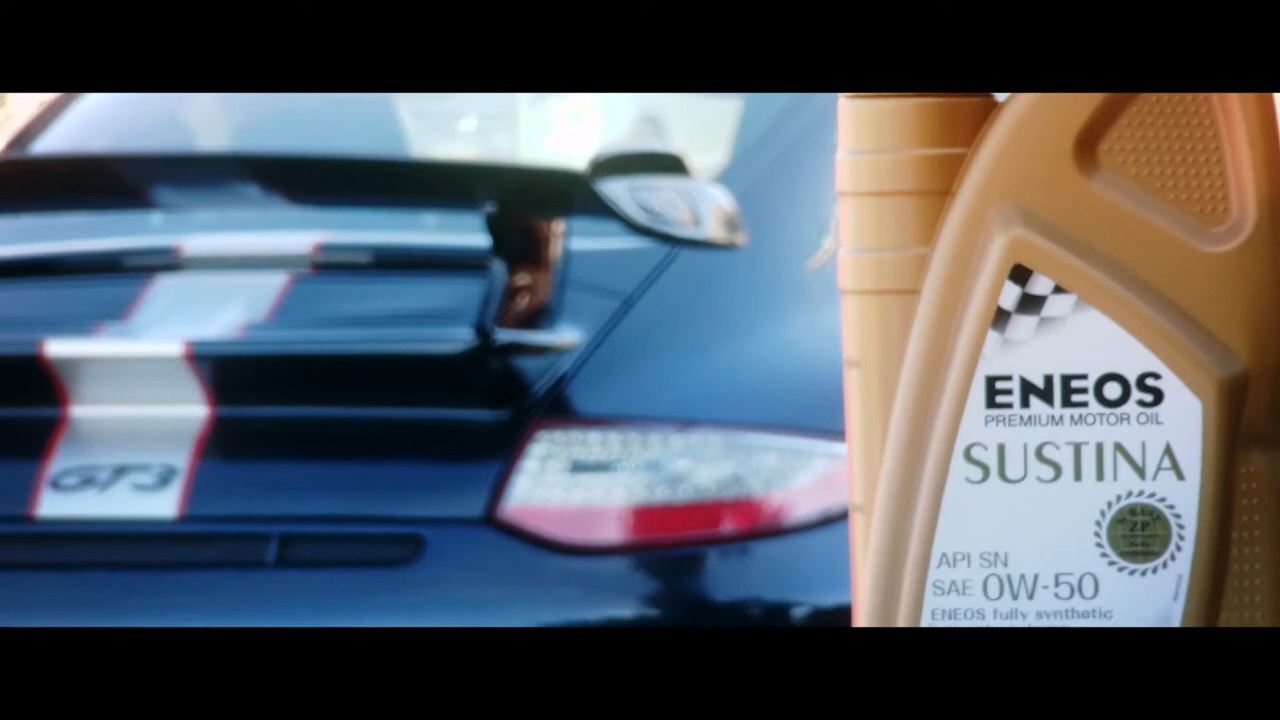 GT3
ENEOS
PREMIUM MOTOR OIL
SUSTINA
ZP
API SN
SAE 0W-50
ENEOS fully synthetic